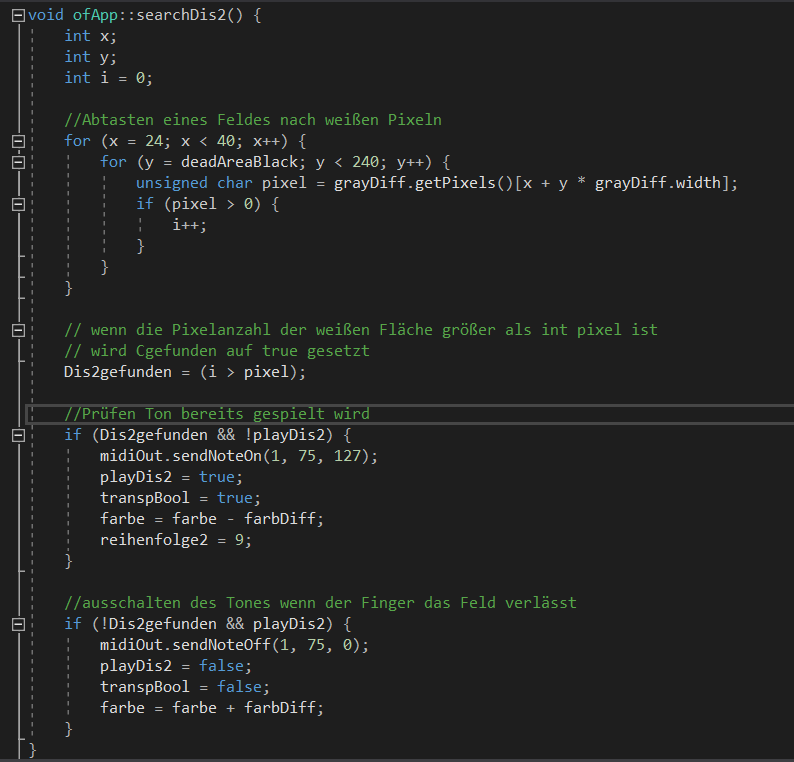 void ofApp::searchDis2() {
int x;
int y;
int i = 0;
//Abtasten eines Feldes nach weißen Pixeln
for (x = 24; x < 40; x++) {
for (y = deadAreaBlack; y < 240; y++) {
unsigned char pixel = grayDiff.getPixels()[x + y * grayDiff.width];
if (pixel > 0) {
i++;
}
}
}
// wenn die Pixelanzahl der weißen Fläche größer als int pixel ist
// wird Cgefunden auf true gesetzt
Dis2gefunden = (i > pixel);
//Prüfen Ton bereits gespielt wird
if (Dis2gefunden && !playDis2) {
midiOut.sendNoteOn(1, 75, 127);
playDis2 = true;
transpBool = true;
farbe = farbe - farbDiff;
reihenfolge2 = 9;
}
//ausschalten des Tones wenn der Finger das Feld verlässt
if (!Dis2gefunden && playDis2) {
midiOut.sendNoteOff(1, 75, 0);
playDis2 = false;
transpBool = false;
farbe = farbe + farbDiff;
}
}